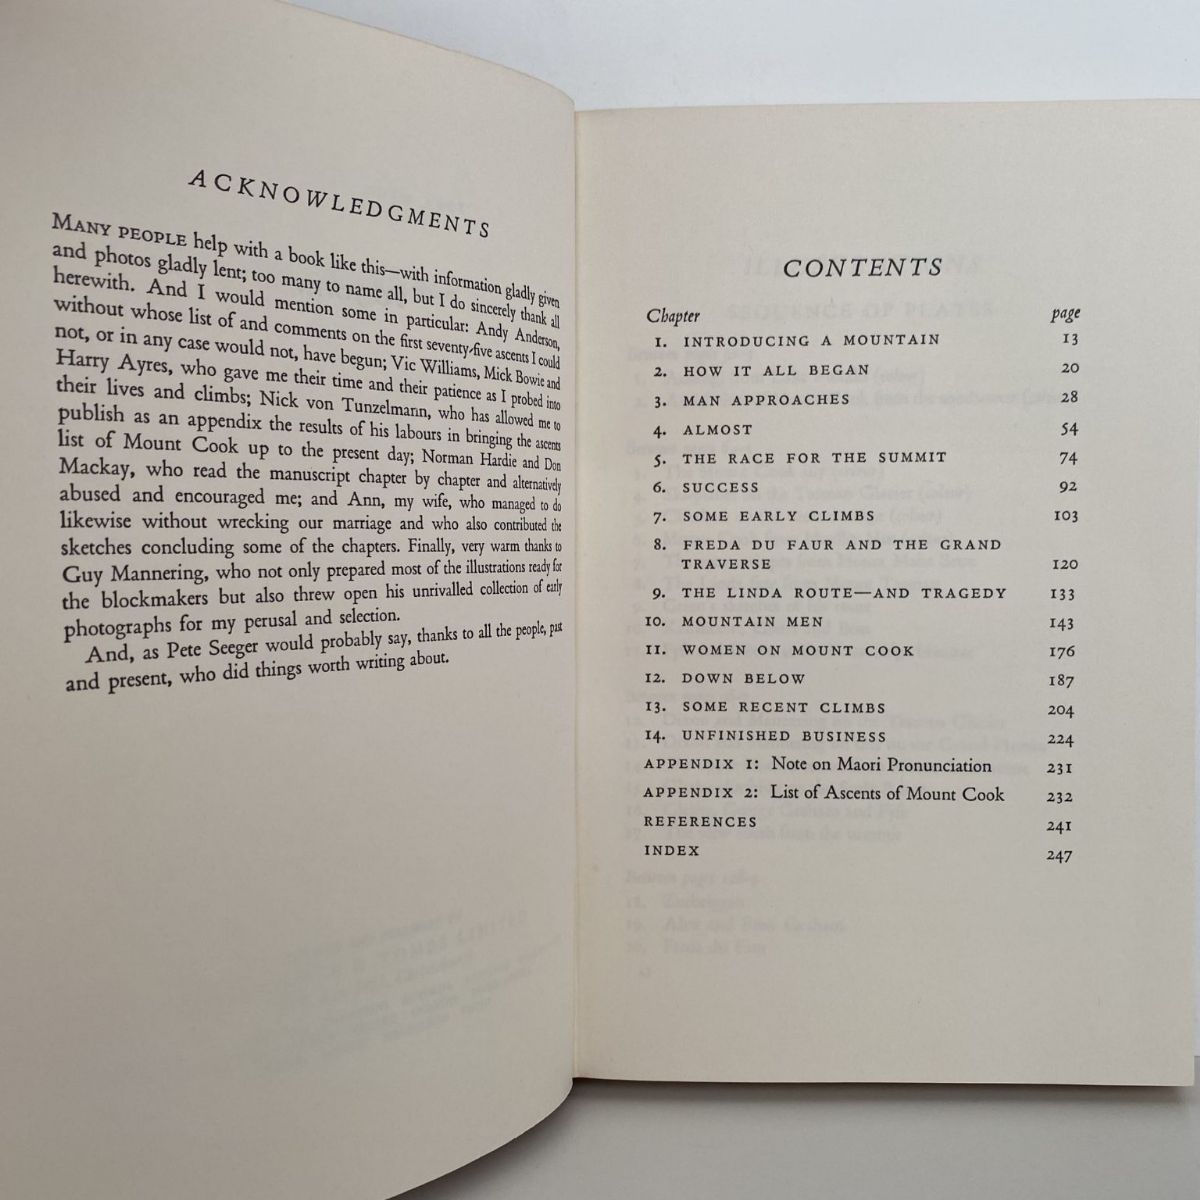 ACKNOWLEDGMENTS
MANY PEOPLE help with a book like this—with information gladly given
and photos gladly lent; too many to name all, but I do sincerely thank all
herewith. And I would mention some in particular: Andy Anderson,
without whose list of and comments on the first seventy-five ascents I could
not, or in any case would not, have begun; Vic Williams, Mick Bowie and
Harry Ayres, who gave me their time and their patience as I probed into
their lives and climbs; Nick von Tunzelmann, who has allowed me to
publish as an appendix the results of his labours in bringing the ascents
list of Mount Cook up to the present day; Norman Hardie and Don
Mackay, who read the manuscript chapter by chapter and alternatively
abused and encouraged me; and Ann, my wife, who managed to do
likewise without wrecking our marriage and who also contributed the
sketches concluding some of the chapters. Finally, very warm thanks to
Guy Mannering, who not only prepared most of the illustrations ready for
the blockmakers but also threw open his unrivalled collection of early
photographs for my perusal and selection.
And, as Pete Seeger would probably say, thanks to all the people, past
and present, who did things worth writing about.
CONTENTS
Chapter page
1. INTRODUCING A MOUNTAIN 13
2. HOW IT ALL BEGAN 20
3. MAN APPROACHES 28
4. ALMOST 54
5. THE RACE FOR THE SUMMIT 74
6. SUCCESS 92
7. SOME EARLY CLIMBS 103
8. FREDA DU FAUR AND THE GRAND
TRAVERSE 120
9. THE LINDA ROUTE—AND TRAGEDY 133
10. MOUNTAIN MEN 143
11. WOMEN ON MOUNT COOK 176
12. DOWN BELOW 187
13. SOME RECENT CLIMBS 204
14. UNFINISHED BUSINESS 224
APPENDIX 1: Note on Maori Pronunciation 231
APPENDIX 2: List of Ascents of Mount Cook 232
REFERENCES 241
INDEX 247